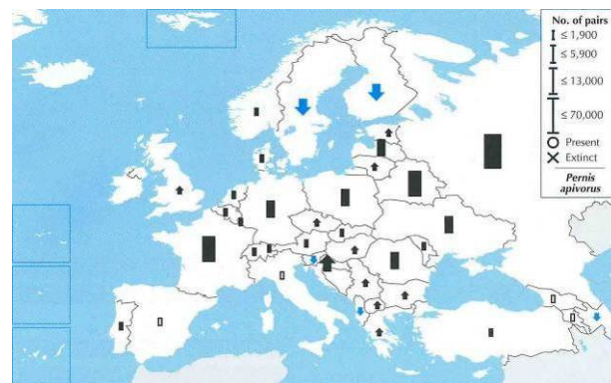 No. of pairs
≤ 1,900
≤ 5,900
≤ 13,000
≤ 70,000
Present
Extinct
Pernis
apivorus